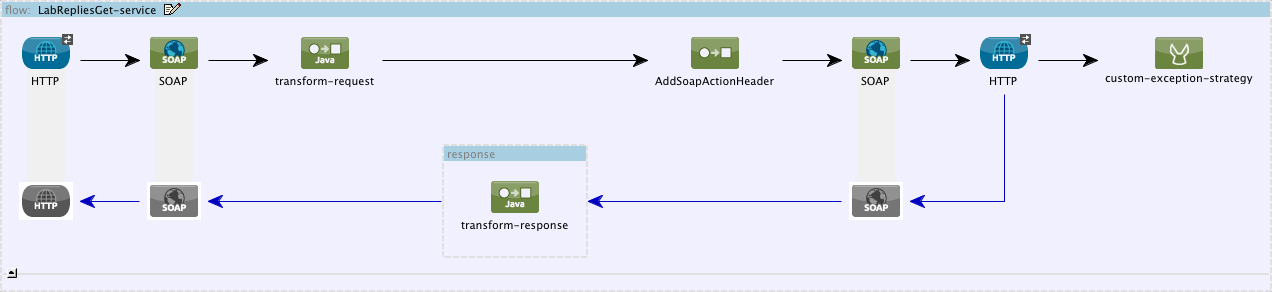 flow: LabRepliesGet-service
HTTP SOAP Java SOAP HTTP
HTTP SOAP transform-request AddSoapActionHeader SOAP HTTP custom-exception-strategy
response
HTTP SOAP Java SOAP
transform-response